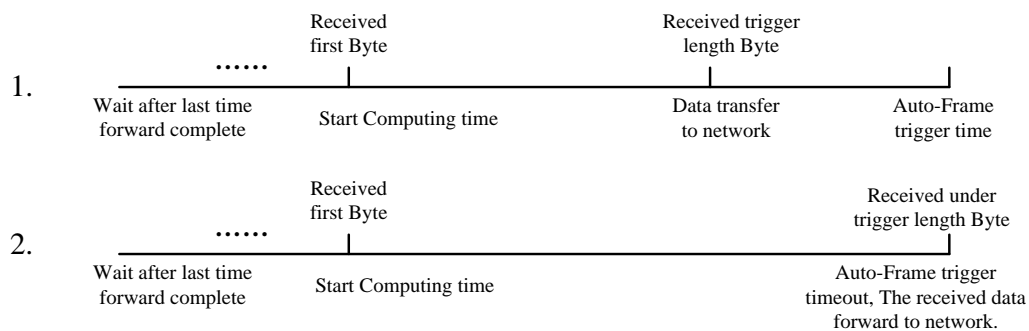 Received
first Byte
Received trigger
length Byte
......
1.
Wait after last time
forward complete
Start Computing time
Data transfer
to network
Auto-Frame
trigger time
Received
first Byte
Received under
trigger length Byte
......
2.
Wait after last time
forward complete
Start Computing time
Auto-Frame trigger
timeout, The received data
forward to network.